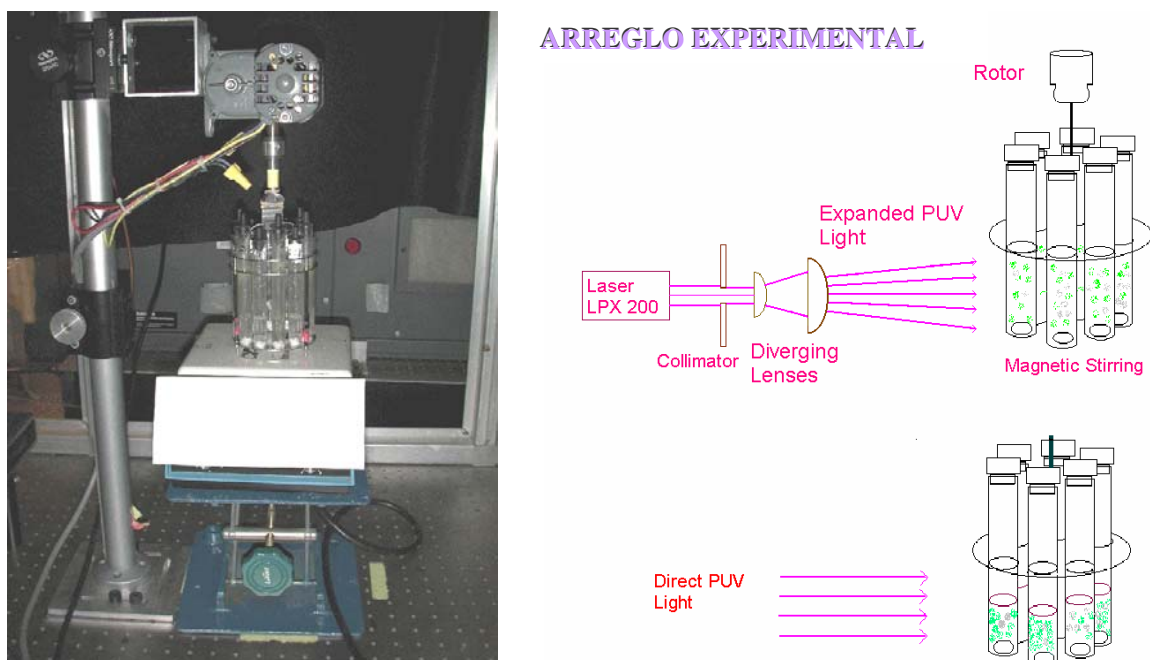 ARREGLO EXPERIMENTAL
Rotor
Expanded PUV
Light
Laser
LPX 200
Collimator
Diverging
Lenses
Magnetic Stirring
Direct PUV
Light